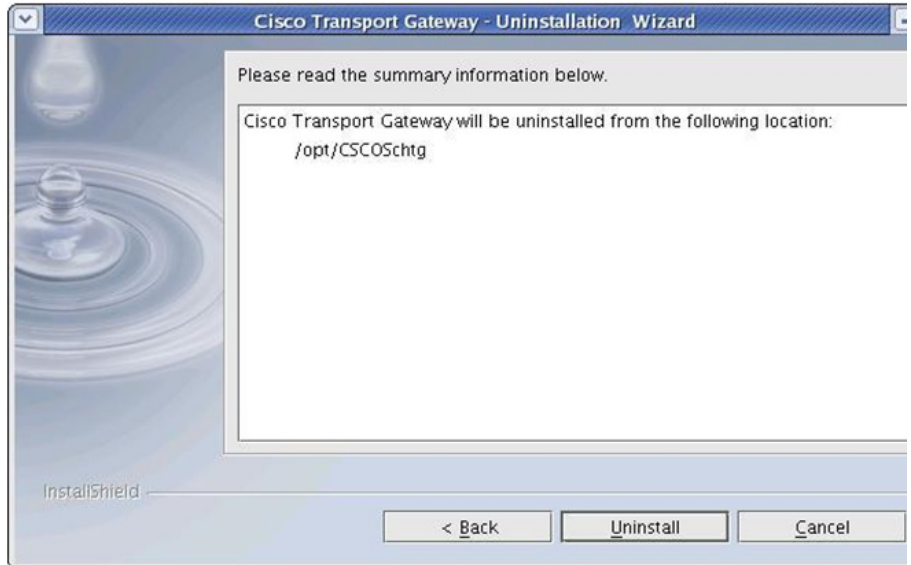 Cisco Transport Gateway - Uninstallation Wizard
Please read the summary information below.
Cisco Transport Gateway will be uninstalled from the following location:
/opt/CSCOSchtg
InstallShield
< Back
Uninstall
Cancel